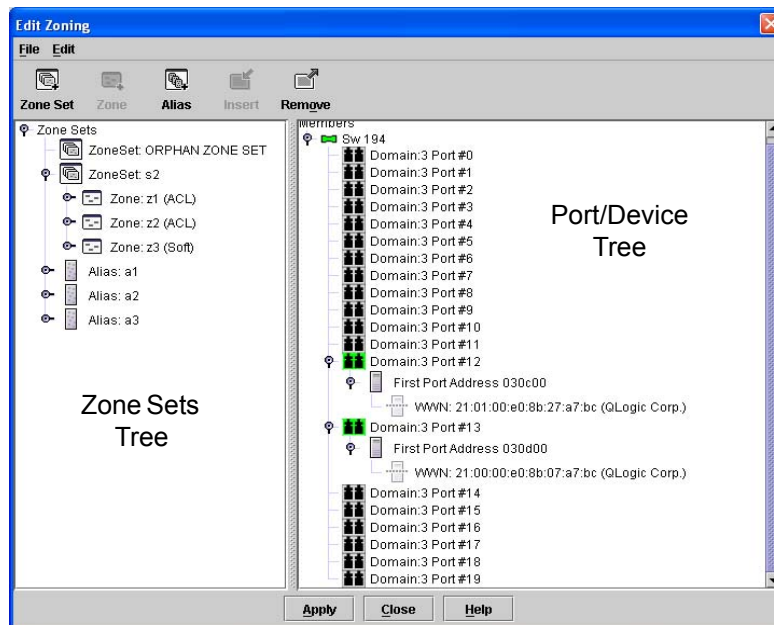 Edit Zoning
File Edit
Zone Set Zone Alias Insert Remove
Zone Sets
ZoneSet: ORPHAN ZONE SET
ZoneSet: s2
Zone: z1 (ACL)
Zone: z2 (ACL)
Zone: z3 (Soft)
Alias: a1
Alias: a2
Alias: a3
Zone Sets
Tree
Members
Sw 194
Domain:3 Port#0
Domain:3 Port#1
Domain:3 Port#2
Domain:3 Port#3
Domain:3 Port#4
Domain:3 Port#5
Domain:3 Port#6
Domain:3 Port#7
Domain:3 Port#8
Domain:3 Port#9
Domain:3 Port#10
Domain:3 Port#11
Domain:3 Port#12
First Port Address 030c00
WWN: 21:01:00:e0:8b:27:a7:bc (QLogic Corp.)
Domain:3 Port#13
First Port Address 030d00
WWN: 21:00:00:e0:8b:07:a7:bc (QLogic Corp.)
Domain:3 Port#14
Domain:3 Port#15
Domain:3 Port#16
Domain:3 Port#17
Domain:3 Port#18
Domain:3 Port#19
Port/Device
Tree
Apply Close Help